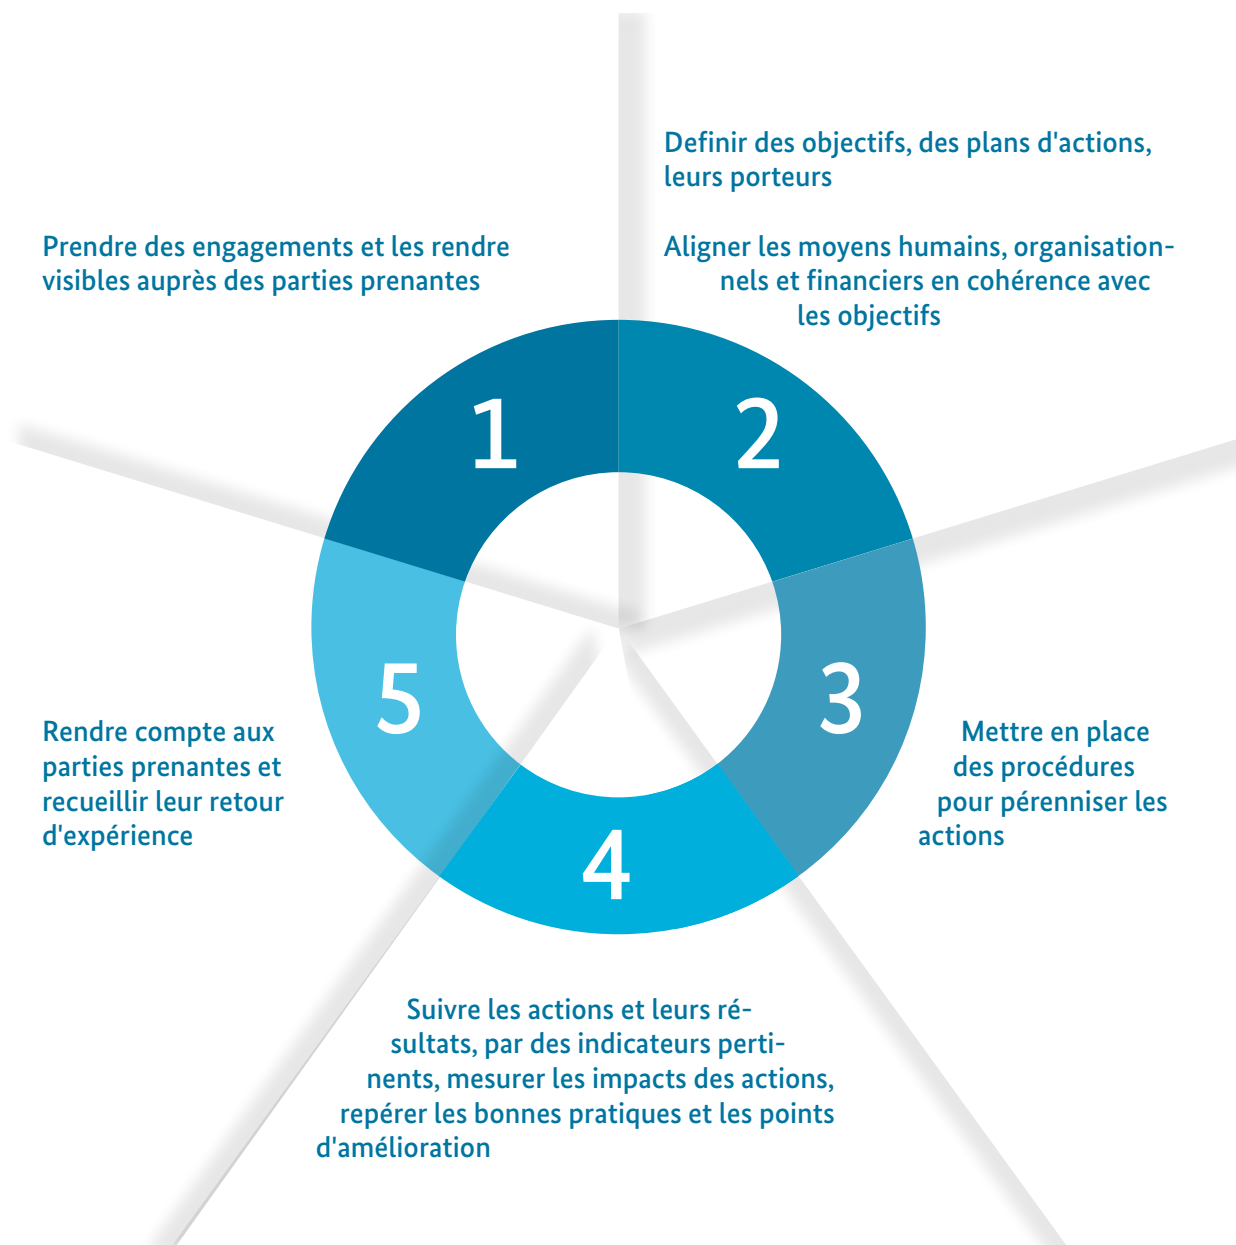 Prendre des engagements et les rendre
visibles auprès des parties prenantes
1
Definir des objectifs, des plans d'actions,
leurs porteurs
Aligner les moyens humains, organisation-
nels et financiers en cohérence avec
les objectifs
2
3
Mettre en place
des procédures
pour pérenniser les
actions
4
Suivre les actions et leurs ré-
sultats, par des indicateurs perti-
nents, mesurer les impacts des actions,
repérer les bonnes pratiques et les points
d'amélioration
5
Rendre compte aux
parties prenantes et
recueillir leur retour
d'expérience